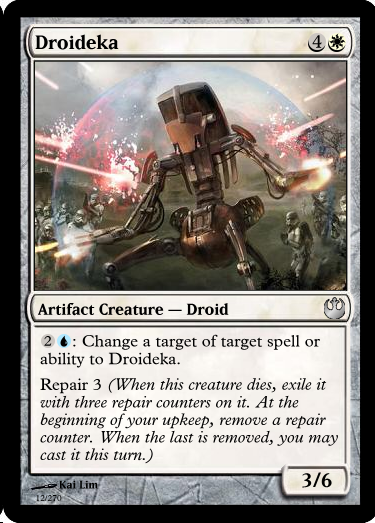 Droideka 4
Artifact Creature — Droid
2: Change a target of target spell or
ability to Droideka.
Repair 3 (When this creature dies, exile it
with three repair counters on it. At the
beginning of your upkeep, remove a repair
counter. When the last is removed, you may
cast it this turn.)
Kai Lim
3/6
12/270